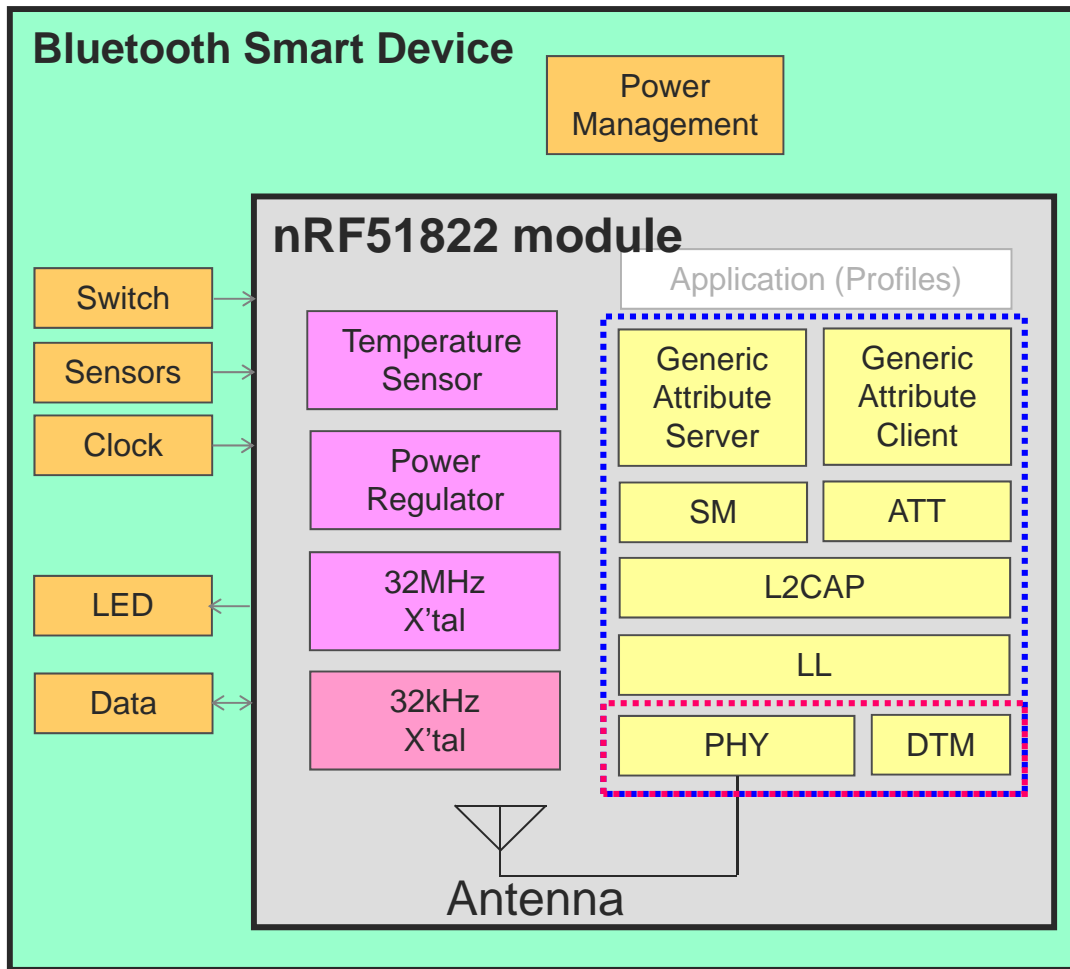 Bluetooth Smart Device
Power
Management
nRF51822 module
Switch
Sensors
Clock
LED
Data
Temperature
Sensor
Power
Regulator
32MHz
X’tal
32kHz
X’tal
Application (Profiles)
Generic
Attribute
Server
Generic
Attribute
Client
SM
ATT
L2CAP
LL
PHY
DTM
Antenna